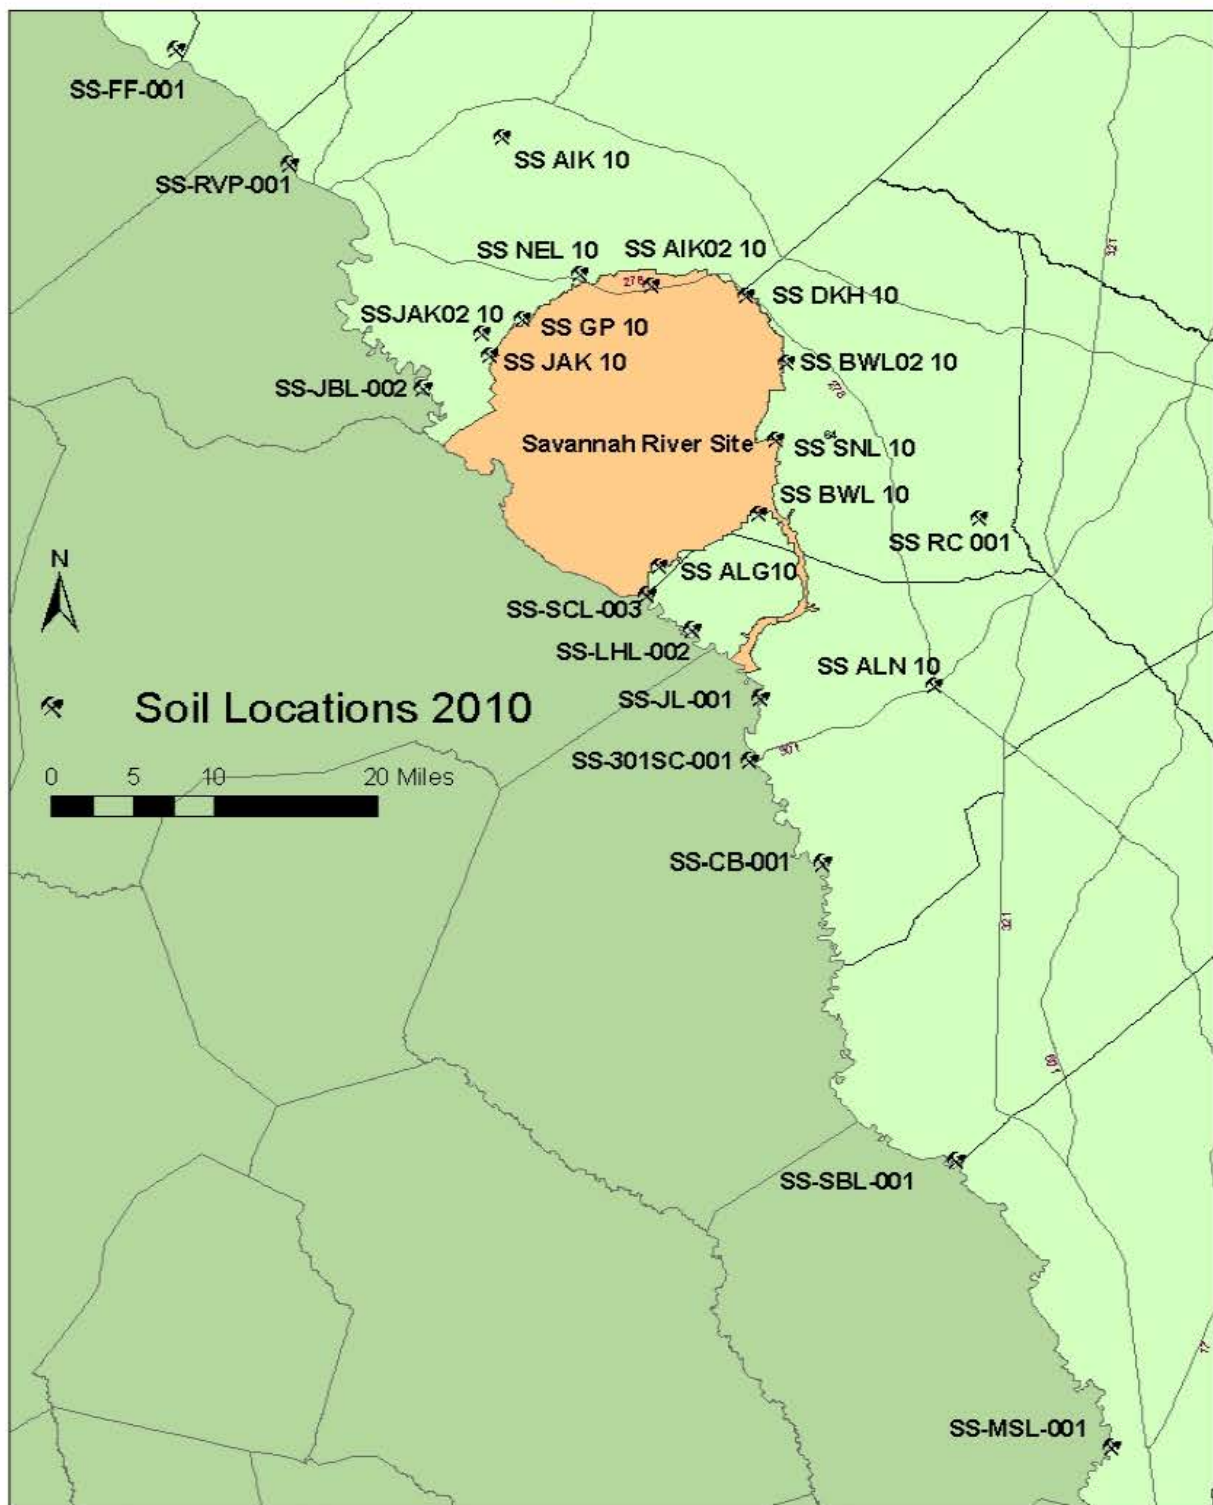 SS-FF-001
SS AIK 10
SS-RVP-001
321
SS NEL 10
SS AIK02 10
278
SS DKH 10
SSJAK02 10
SS GP 10
SS JAK 10
SS BWL02 10
SS-JBL-002
278
Savannah River Site
64
SS SNL 10
SS BWL 10
SS RC 001
N
SS ALG10
SS-SCL-003
SS-LHL-002
SS ALN 10
SS-JL-001
Soil Locations 2010
301
SS-301SC-001
0 5 10 20 Miles
SS-CB-001
321
SS-SBL-001
17
SS-MSL-001